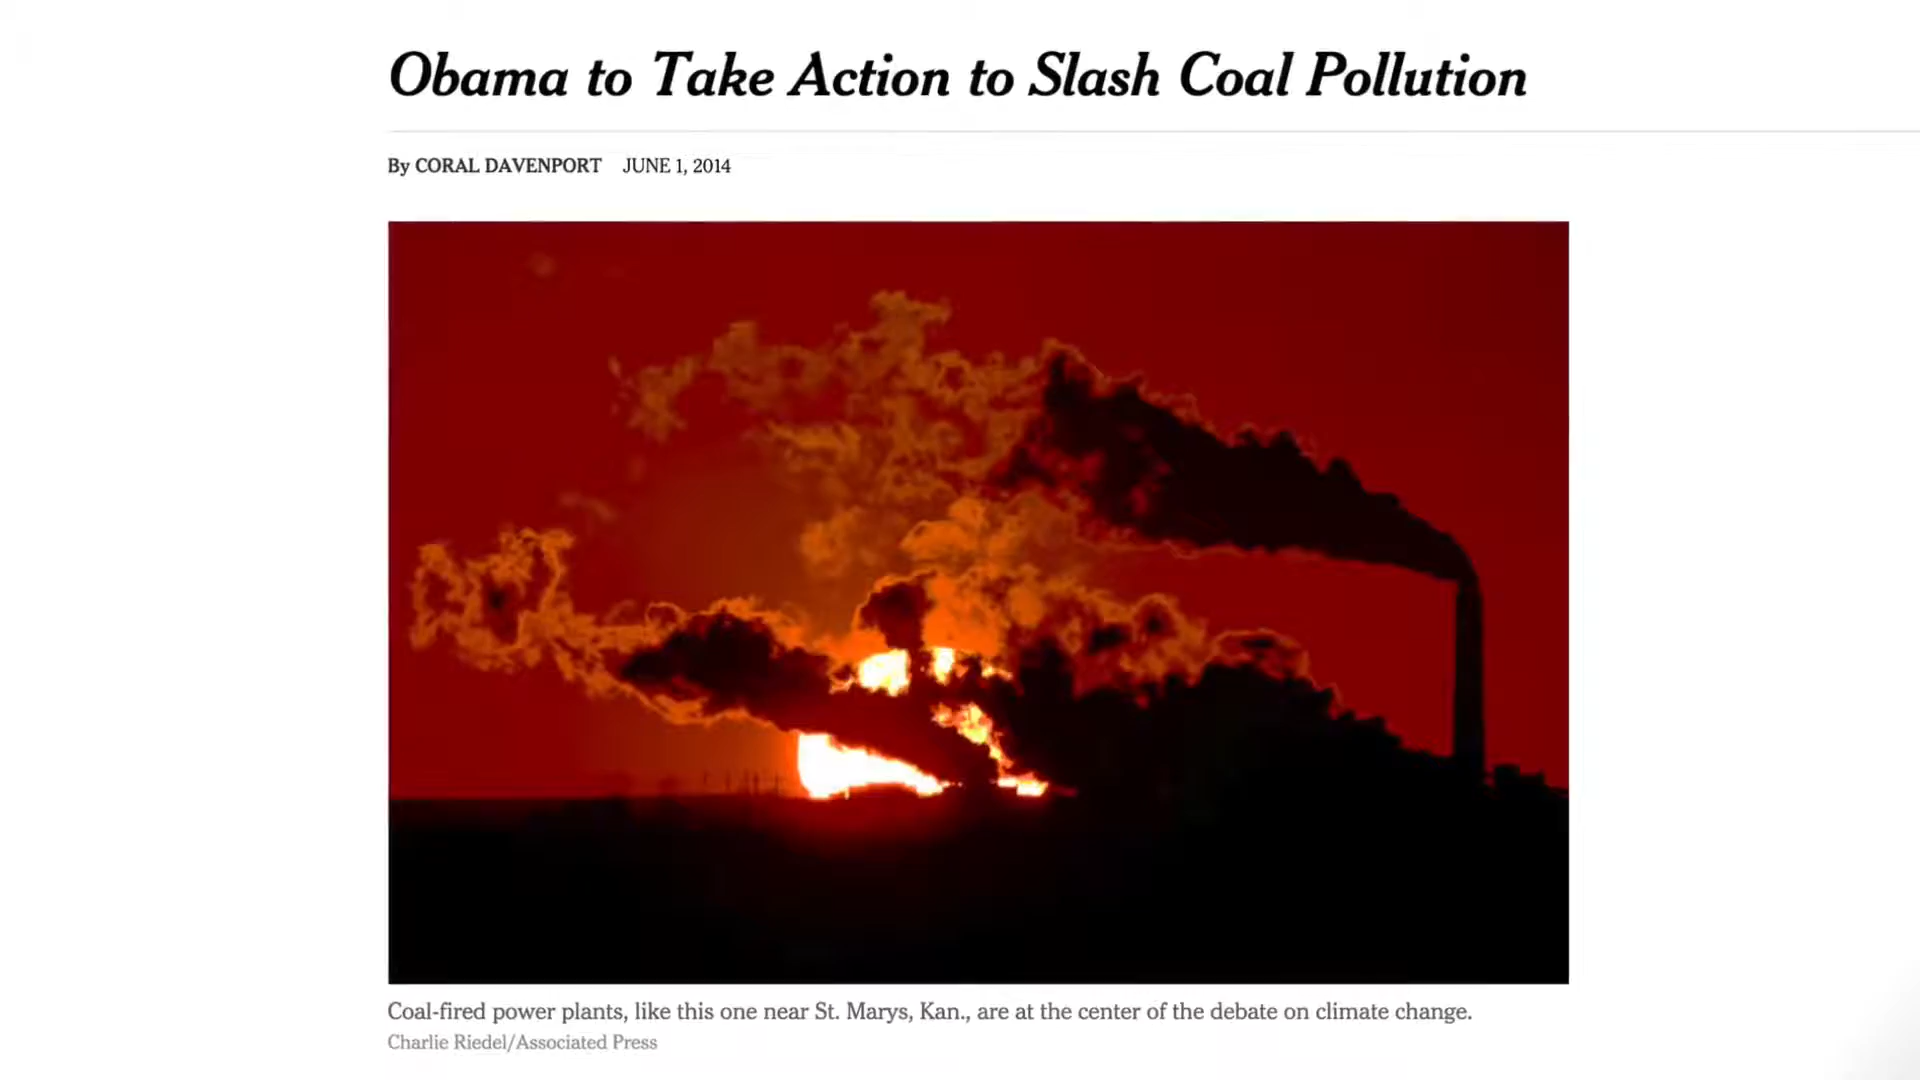 Obama to Take Action to Slash Coal Pollution
By CORAL DAVENPORT JUNE 1, 2014
Coal-fired power plants, like this one near St. Marys, Kan., are at the center of the debate on climate change.
Charlie Riedel/Associated Press